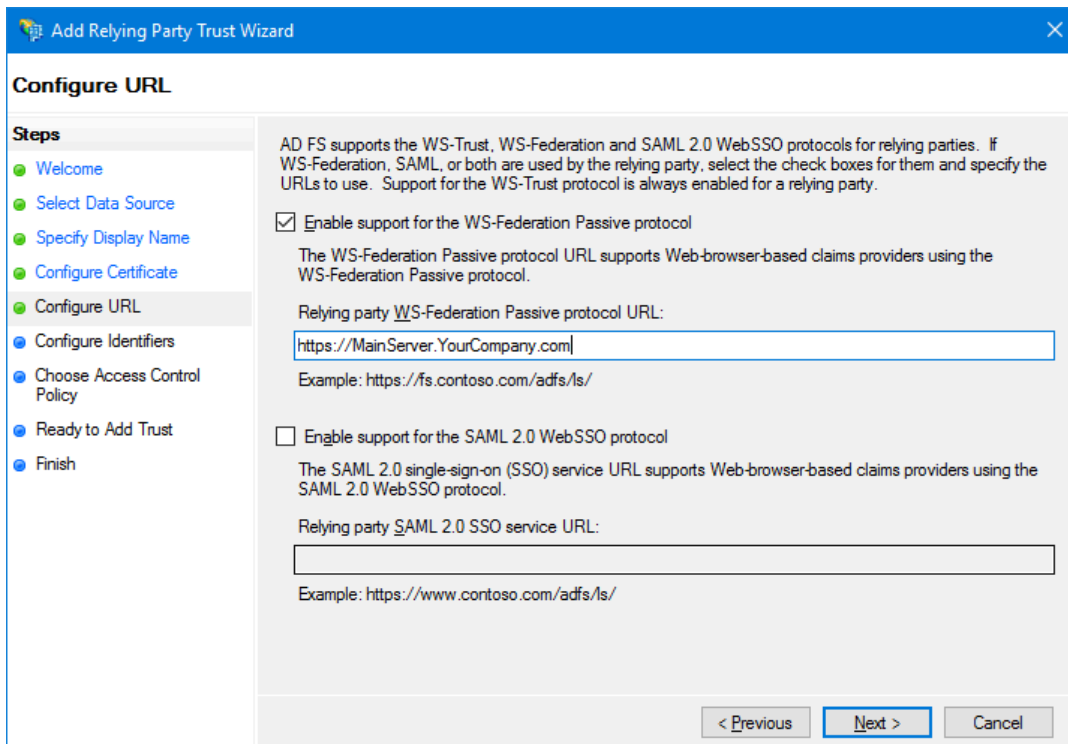 Add Relying Party Trust Wizard
Configure URL
Steps
Welcome
Select Data Source
Specify Display Name
Configure Certificate
Configure URL
Configure Identifiers
Choose Access Control
Policy
Ready to Add Trust
Finish
AD FS supports the WS-Trust, WS-Federation and SAML 2.0 WebSSO protocols for relying parties. If
WS-Federation, SAML, or both are used by the relying party, select the check boxes for them and specify the
URLs to use. Support for the WS-Trust protocol is always enabled for a relying party.
Enable support for the WS-Federation Passive protocol
The WS-Federation Passive protocol URL supports Web-browser-based claims providers using the
WS-Federation Passive protocol.
Relying party WS-Federation Passive protocol URL:
https://MainServer.YourCompany.com
Example: https://fs.contoso.com/adfs/ls/
Enable support for the SAML 2.0 WebSSO protocol
The SAML 2.0 single-sign-on (SSO) service URL supports Web-browser-based claims providers using the
SAML 2.0 WebSSO protocol.
Relying party SAML 2.0 SSO service URL:
Example: https://www.contoso.com/adfs/ls/
< Previous
Next >
Cancel